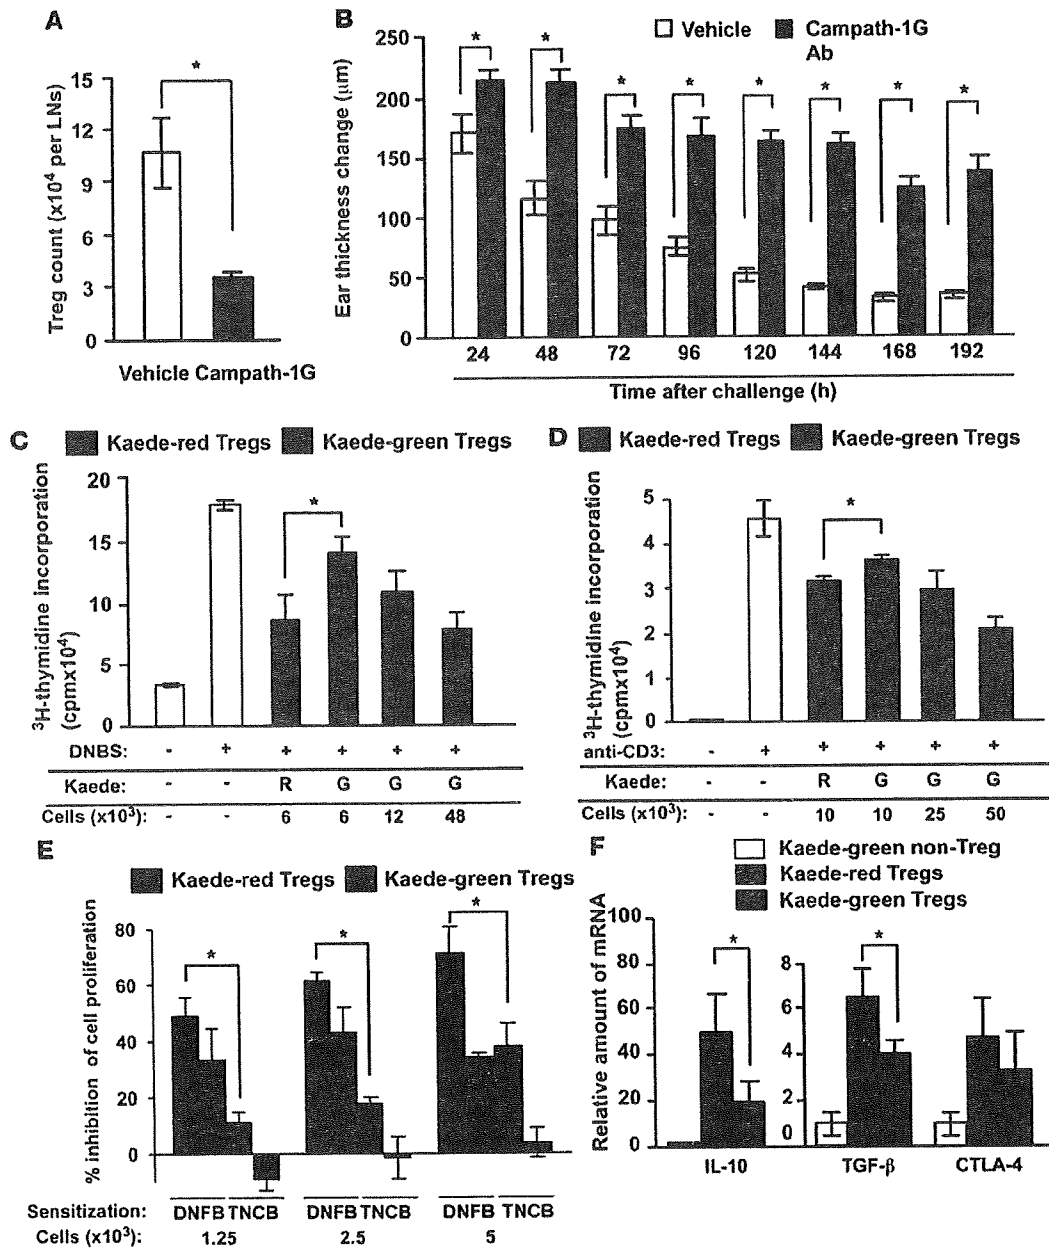 A
*
15
12
9
6
3
0
Treg count (x10⁴ per LNs)
Vehicle Campath-1G
B
Vehicle
Campath-1G
Ab
* * * * * * * *
250
200
150
100
50
0
Ear thickness change (µm)
24 48 72 96 120 144 168 192
Time after challenge (h)
C
Kaede-red Tregs Kaede-green Tregs
*
20
15
10
5
0
³H-thymidine incorporation
(cpmx10⁴)
DNBS: - + + + + +
Kaede: - - R G G G
Cells (x10³): - - 6 6 12 48
D
Kaede-red Tregs Kaede-green Tregs
*
5
4
3
2
1
0
³H-thymidine incorporation
(cpmx10⁴)
anti-CD3: - + + + + +
Kaede: - - R G G G
Cells (x10³): - - 10 10 25 50
E
Kaede-red Tregs Kaede-green Tregs
* * *
80
60
40
20
0
% inhibition of cell proliferation
Sensitization: DNFB TNCB DNFB TNCB DNFB TNCB
Cells (x10³): 1.25 2.5 5
F
Kaede-green non-Treg
Kaede-red Tregs
Kaede-green Tregs
* *
100
80
60
40
20
0
8
6
4
2
0
Relative amount of mRNA
IL-10 TGF-β CTLA-4